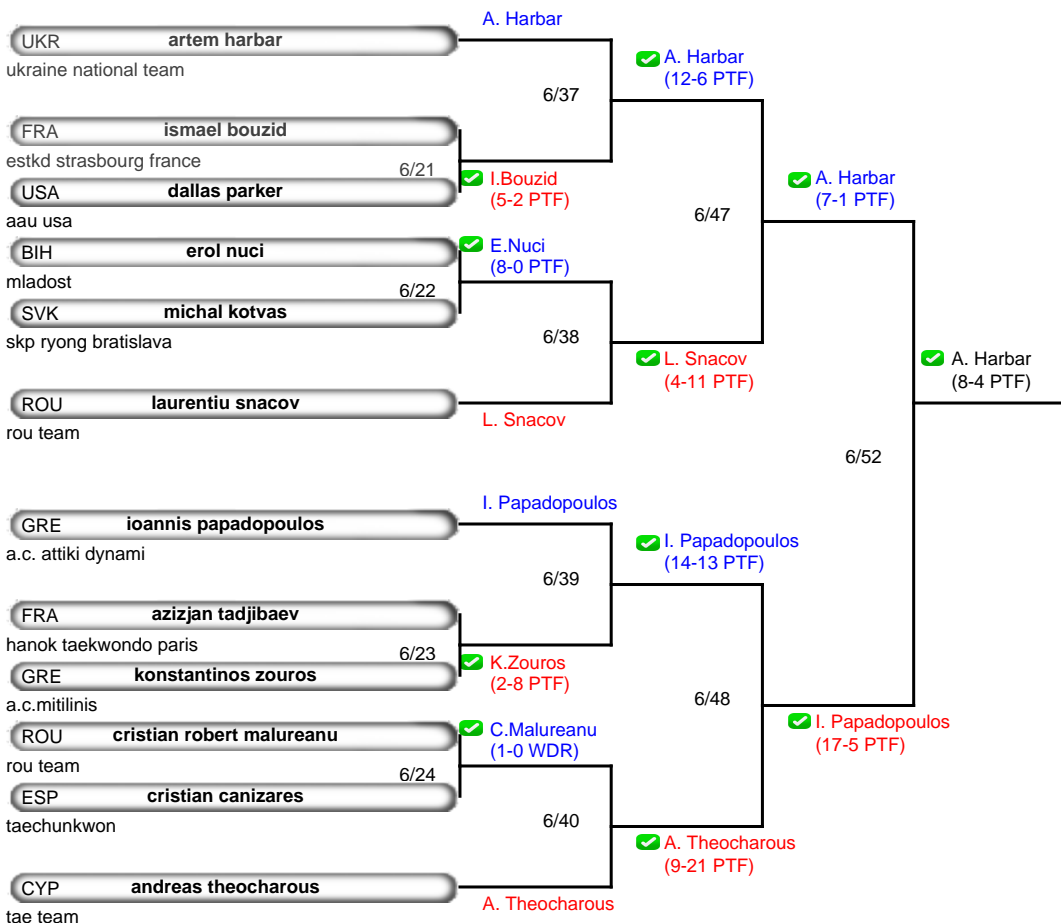 A. Harbar
UKR artem harbar
ukraine national team
A. Harbar
(12-6 PTF)
6/37
FRA ismael bouzid
estkd strasbourg france
6/21
I.Bouzid
(5-2 PTF)
USA dallas parker
aau usa
A. Harbar
(7-1 PTF)
6/47
BIH erol nuci
mladost
E.Nuci
(8-0 PTF)
6/22
SVK michal kotvas
skp ryong bratislava
6/38
L. Snacov
(4-11 PTF)
A. Harbar
(8-4 PTF)
ROU laurentiu snacov
rou team
L. Snacov
6/52
I. Papadopoulos
GRE ioannis papadopoulos
a.c. attiki dynami
I. Papadopoulos
(14-13 PTF)
6/39
FRA azizjan tadjibaev
hanok taekwondo paris
6/23
K.Zouros
(2-8 PTF)
GRE konstantinos zouros
a.c.mitilinis
6/48
ROU cristian robert malureanu
rou team
C.Malureanu
(1-0 WDR)
I. Papadopoulos
(17-5 PTF)
6/24
ESP cristian canizares
taechunkwon
6/40
A. Theocharous
(9-21 PTF)
CYP andreas theocharous
tae team
A. Theocharous